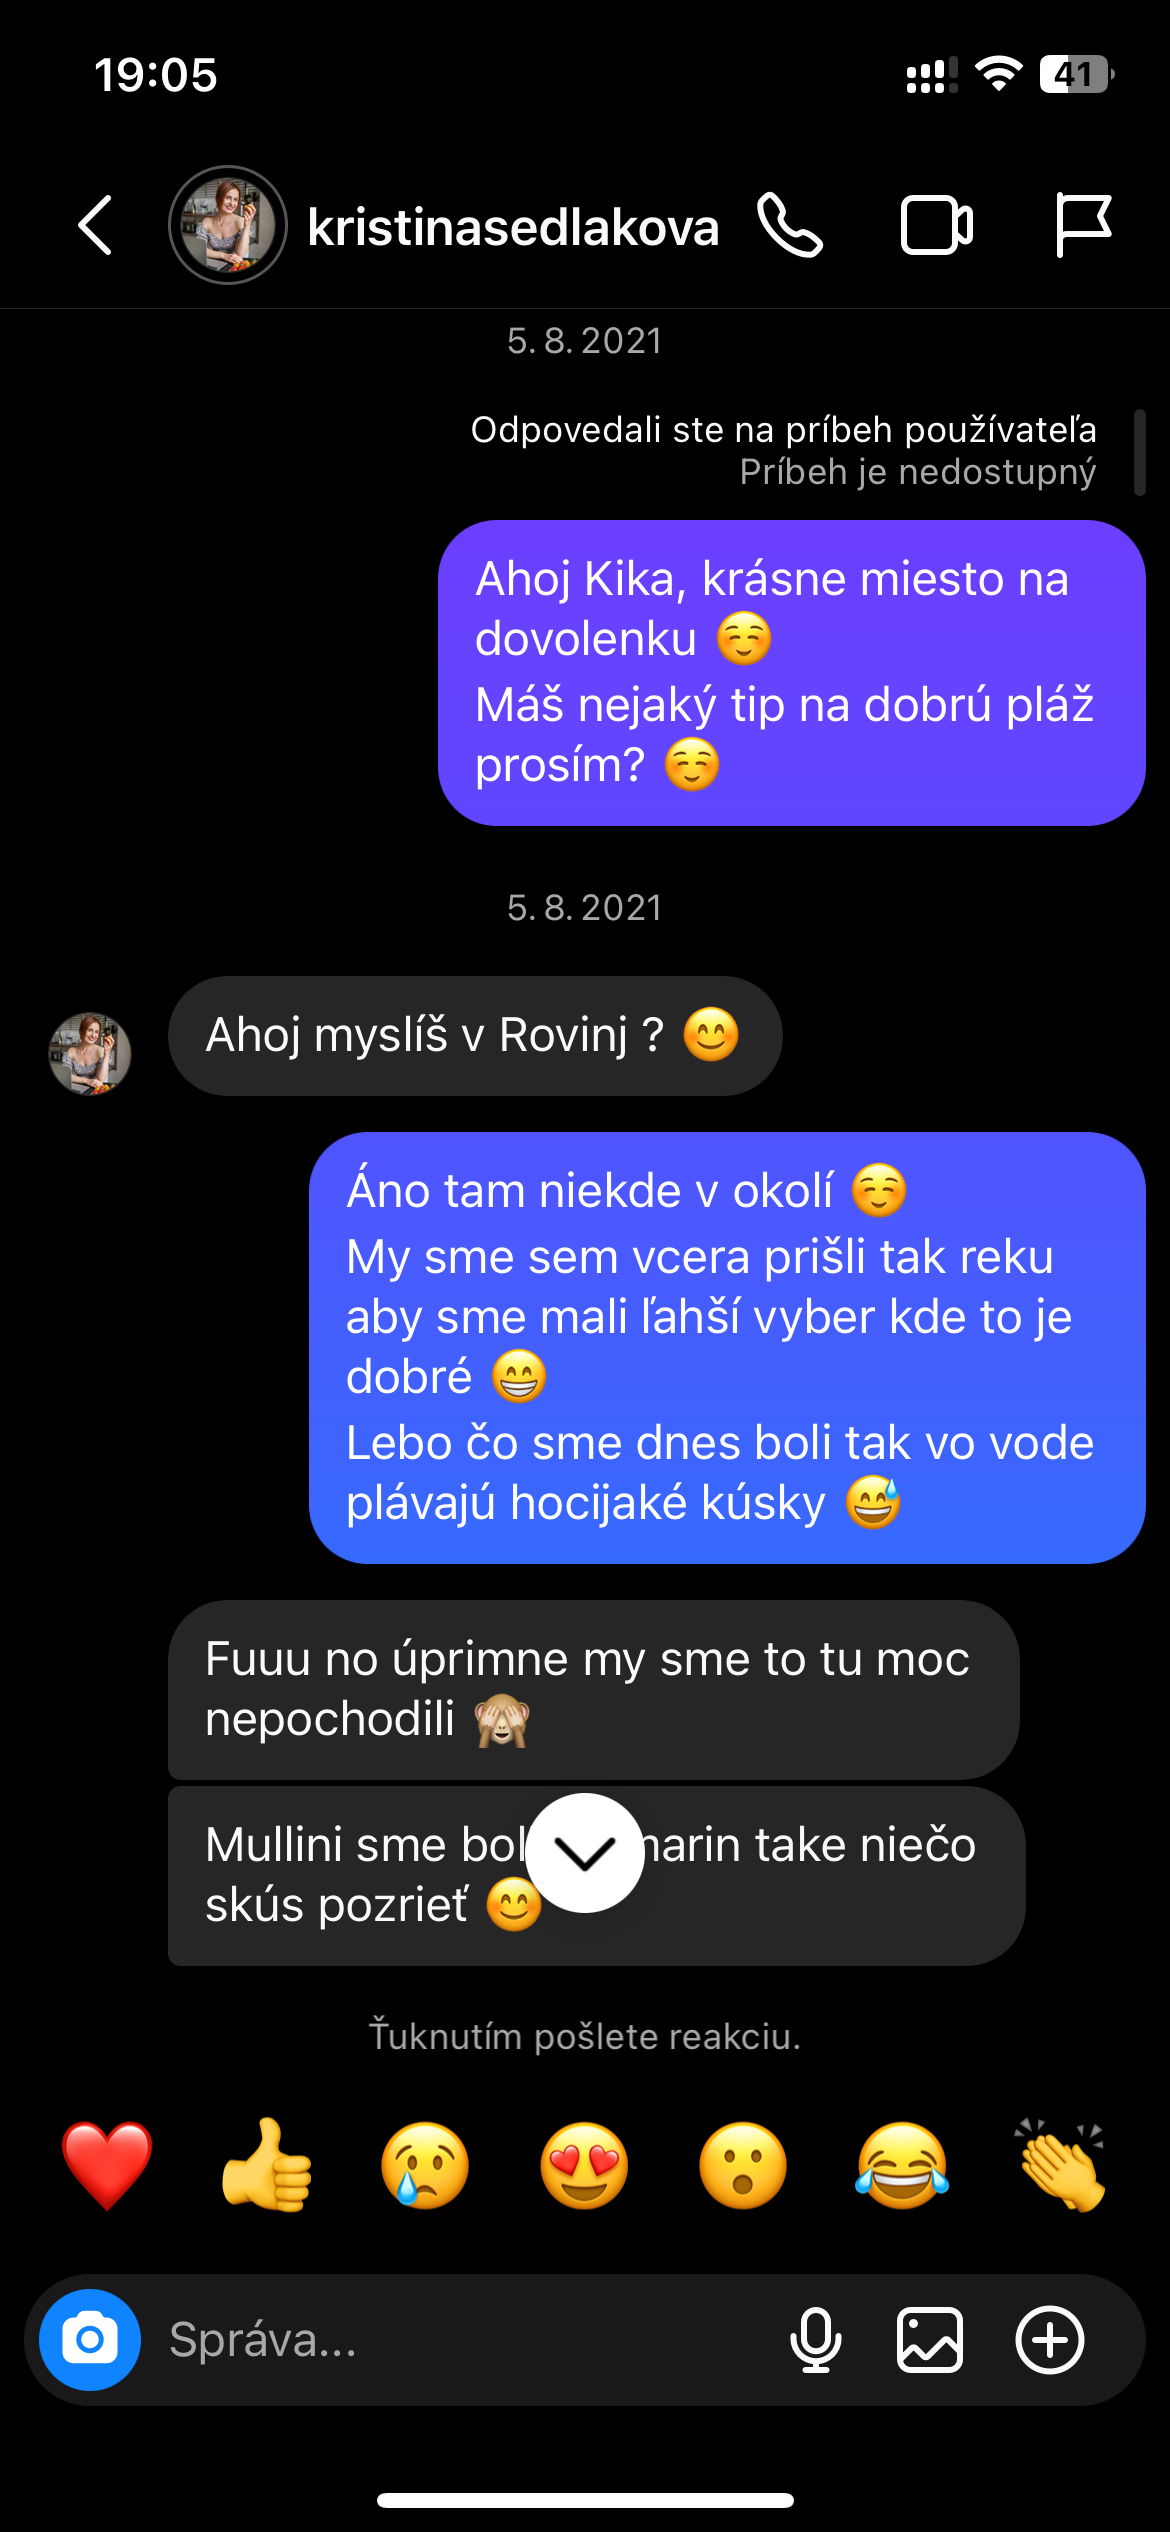 19:05
41
kristinasedlakova
5. 8. 2021
Odpovedali ste na príbeh používateľa
Príbeh je nedostupný
Ahoj Kika, krásne miesto na
dovolenku ☺️
Máš nejaký tip na dobrú pláž
prosím? ☺️
5. 8. 2021
Ahoj myslíš v Rovinj ? 😊
Áno tam niekde v okolí ☺️
My sme sem vcera prišli tak reku
aby sme mali ľahší vyber kde to je
dobré 😁
Lebo čo sme dnes boli tak vo vode
plávajú hocijaké kúsky 😅
Fuuu no úprimne my sme to tu moc
nepochodili 🙈
Mullini sme take niečo
skús pozrieť 😊
Ťuknutím pošlete reakciu.
Správa...